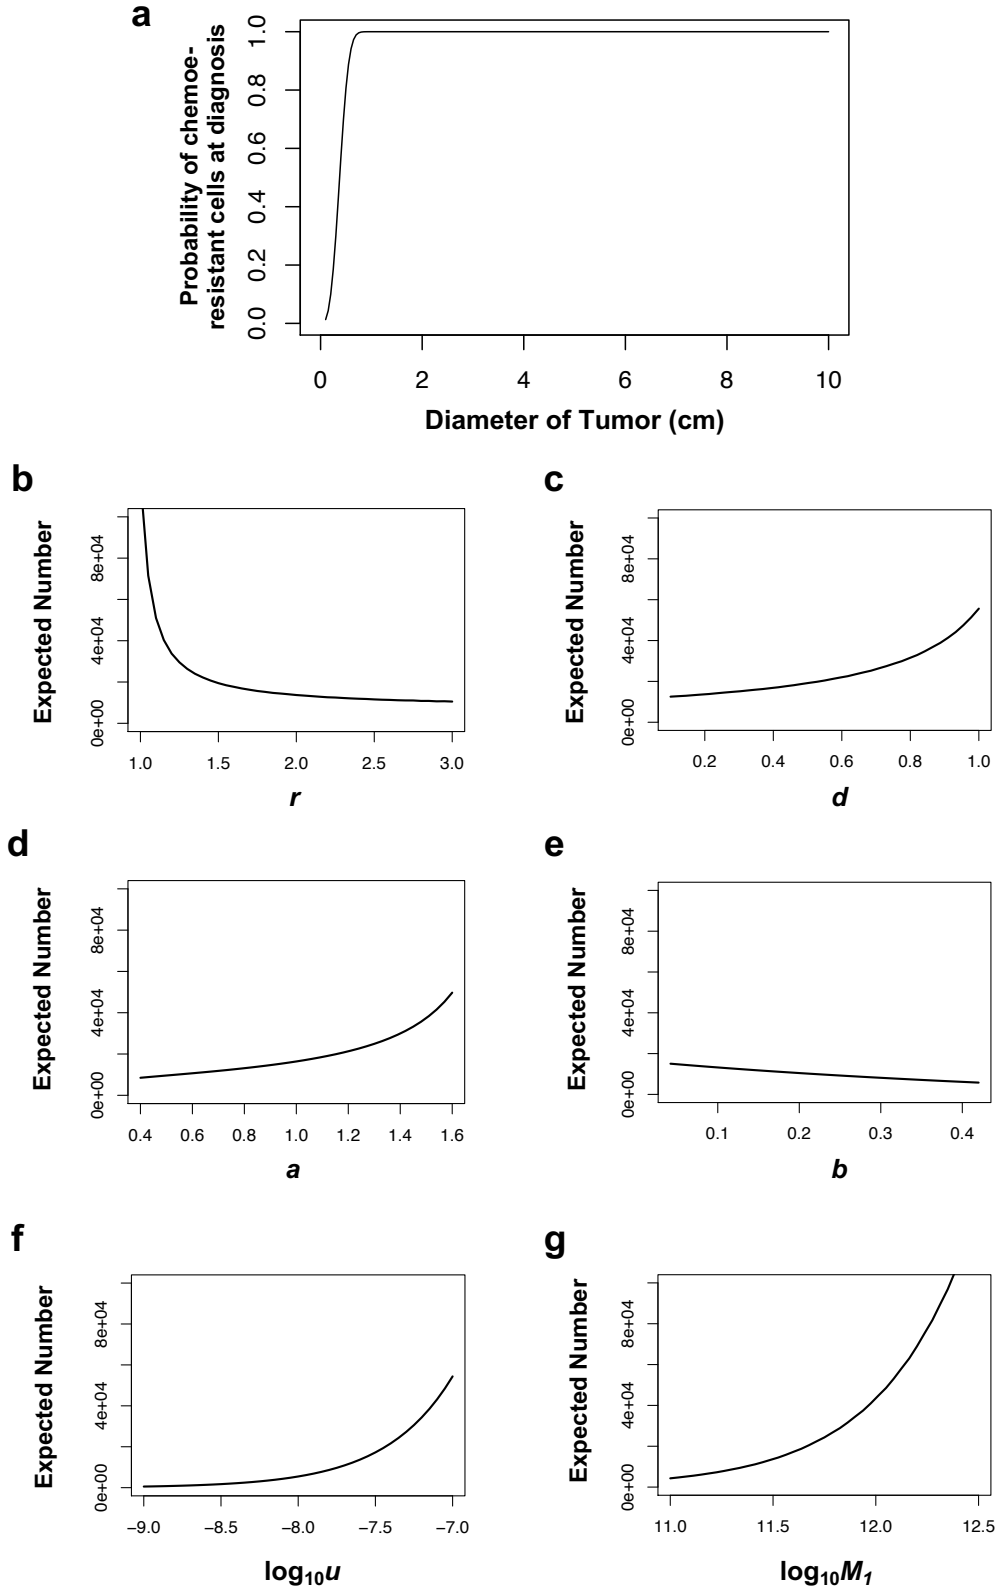 a
Probability of chemoe-
resistant cells at diagnosis
0.0 0.2 0.4 0.6 0.8 1.0
0 2 4 6 8 10
Diameter of Tumor (cm)
b
Expected Number
0e+00 4e+04 8e+04
1.0 1.5 2.0 2.5 3.0
r
c
Expected Number
0e+00 4e+04 8e+04
0.2 0.4 0.6 0.8 1.0
d
d
Expected Number
0e+00 4e+04 8e+04
0.4 0.6 0.8 1.0 1.2 1.4 1.6
a
e
Expected Number
0e+00 4e+04 8e+04
0.1 0.2 0.3 0.4
b
f
Expected Number
0e+00 4e+04 8e+04
−9.0 −8.5 −8.0 −7.5 −7.0
log₁₀u
g
Expected Number
0e+00 4e+04 8e+04
11.0 11.5 12.0 12.5
log₁₀M₁